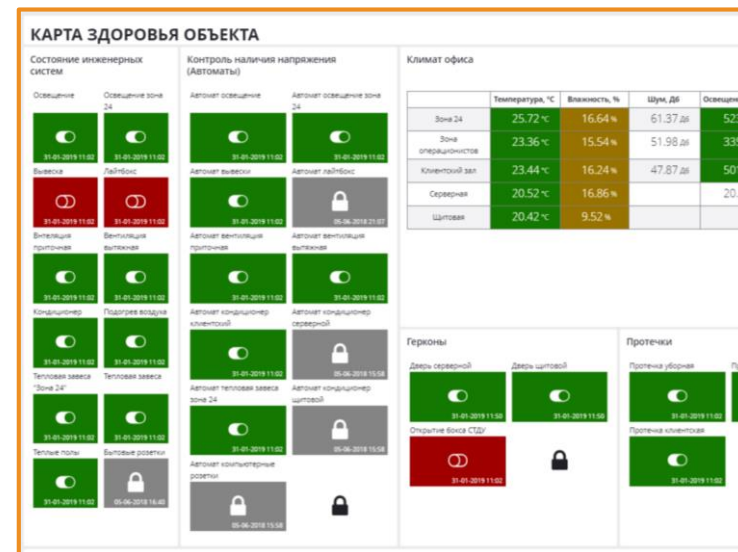 КАРТА ЗДОРОВЬЯ ОБЪЕКТА
Состояние инженерных
систем
Освещение
Освещение зона
24
31-01-2019 11:02
31-01-2019 11:02
Вывеска
Лайтбокс
31-01-2019 11:02
31-01-2019 11:02
Вентеляция
приточная
Вентиляция
вытяжная
31-01-2019 11:02
31-01-2019 11:02
Кондиционер
Подогрев воздуха
31-01-2019 11:02
31-01-2019 11:02
Тепловая завеса
"Зона 24"
Тепловая завеса
31-01-2019 11:02
31-01-2019 11:02
Теплые полы
Бытовые розетки
31-01-2019 11:02
05-06-2018 16:40
Контроль наличия напряжения
(Автоматы)
Автомат освещение
Автомат освещение зона
24
31-01-2019 11:02
31-01-2019 11:02
Автомат вывески
Автомат лайтбокс
31-01-2019 11:02
05-06-2018 21:07
Автомат вентиляция
приточная
Автомат вентиляция
вытяжная
31-01-2019 11:02
31-01-2019 11:02
Автомат кондиционер
клиентский
Автомат кондиционер
серверной
31-01-2019 11:02
05-06-2018 15:58
Автомат тепловая завеса
зона 24
Автомат кондиционер
щитовой
31-01-2019 11:02
05-06-2018 15:58
Автомат компьютерные
розетки
05-06-2018 15:58
Климат офиса
Температура, °C Влажность, % Шум, Дб Освещен
Зона 24 25.72 °C 16.64 % 61.37 дб 523
Зона
операционистов 23.36 °C 15.54 % 51.98 дб 335
Клиентский зал 23.44 °C 16.24 % 47.87 дб 501
Серверная 20.52 °C 16.86 % 20.
Щитовая 20.42 °C 9.52 %
Герконы
Дверь серверной
Дверь щитовой
31-01-2019 11:50
31-01-2019 11:50
Открытие бокса СТДУ
31-01-2019 11:02
Протечки
Протечка уборная
31-01-2019 11:02
Протечка клиентская
31-01-2019 11:02